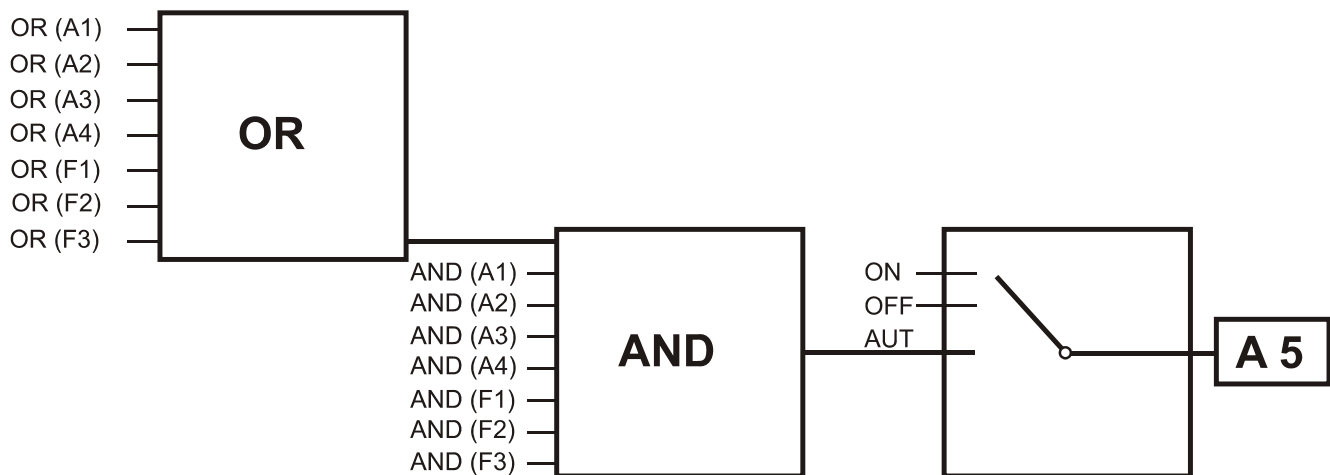 OR (A1)
OR (A2)
OR (A3)
OR (A4)
OR (F1)
OR (F2)
OR (F3)
OR
AND (A1)
AND (A2)
AND (A3)
AND (A4)
AND (F1)
AND (F2)
AND (F3)
AND
ON
OFF
AUT
A 5